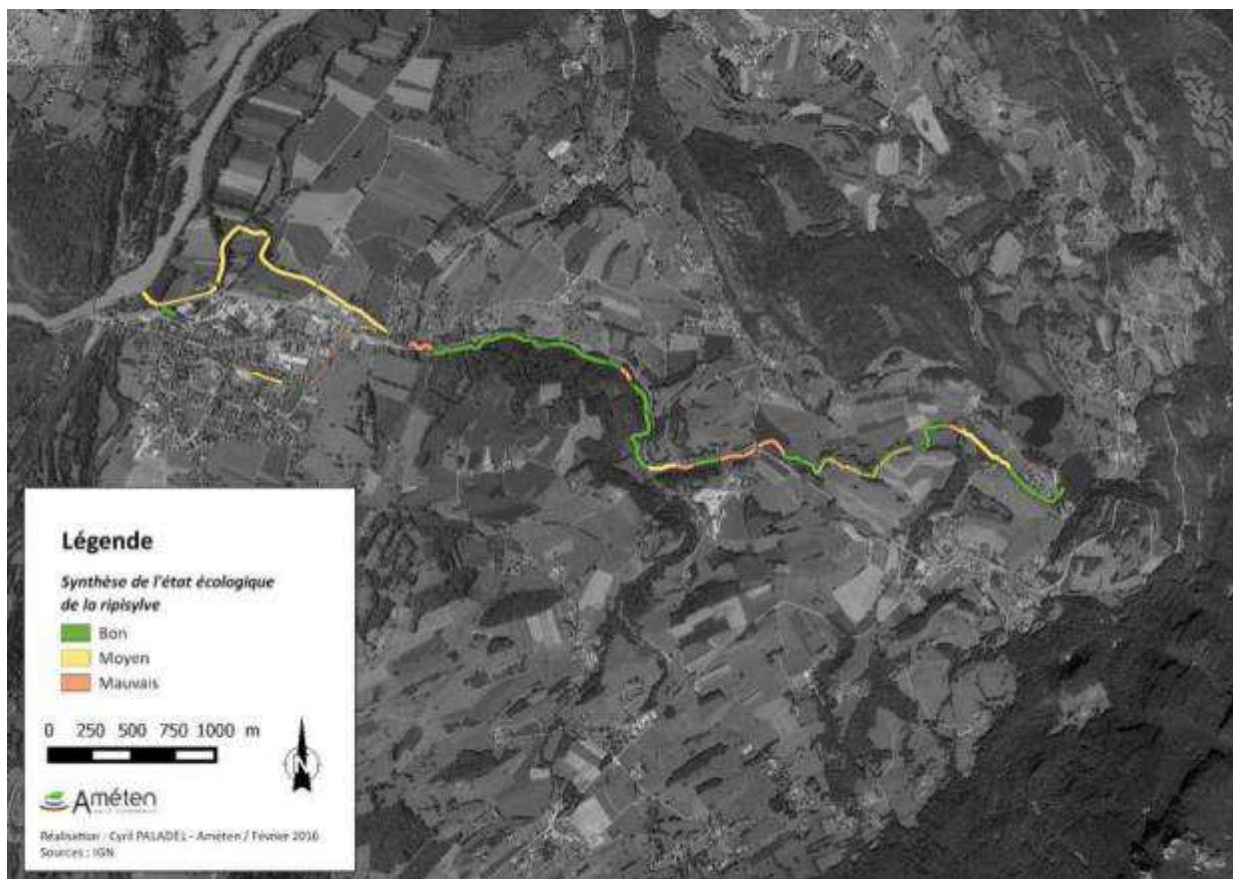 Légende
Synthèse de l'état écologique
de la ripisylve
Bon
Moyen
Mauvais
0 250 500 750 1000 m
N
Améten
Réalisation : Cyril PALADEL - Améten / Février 2016
Sources : IGN